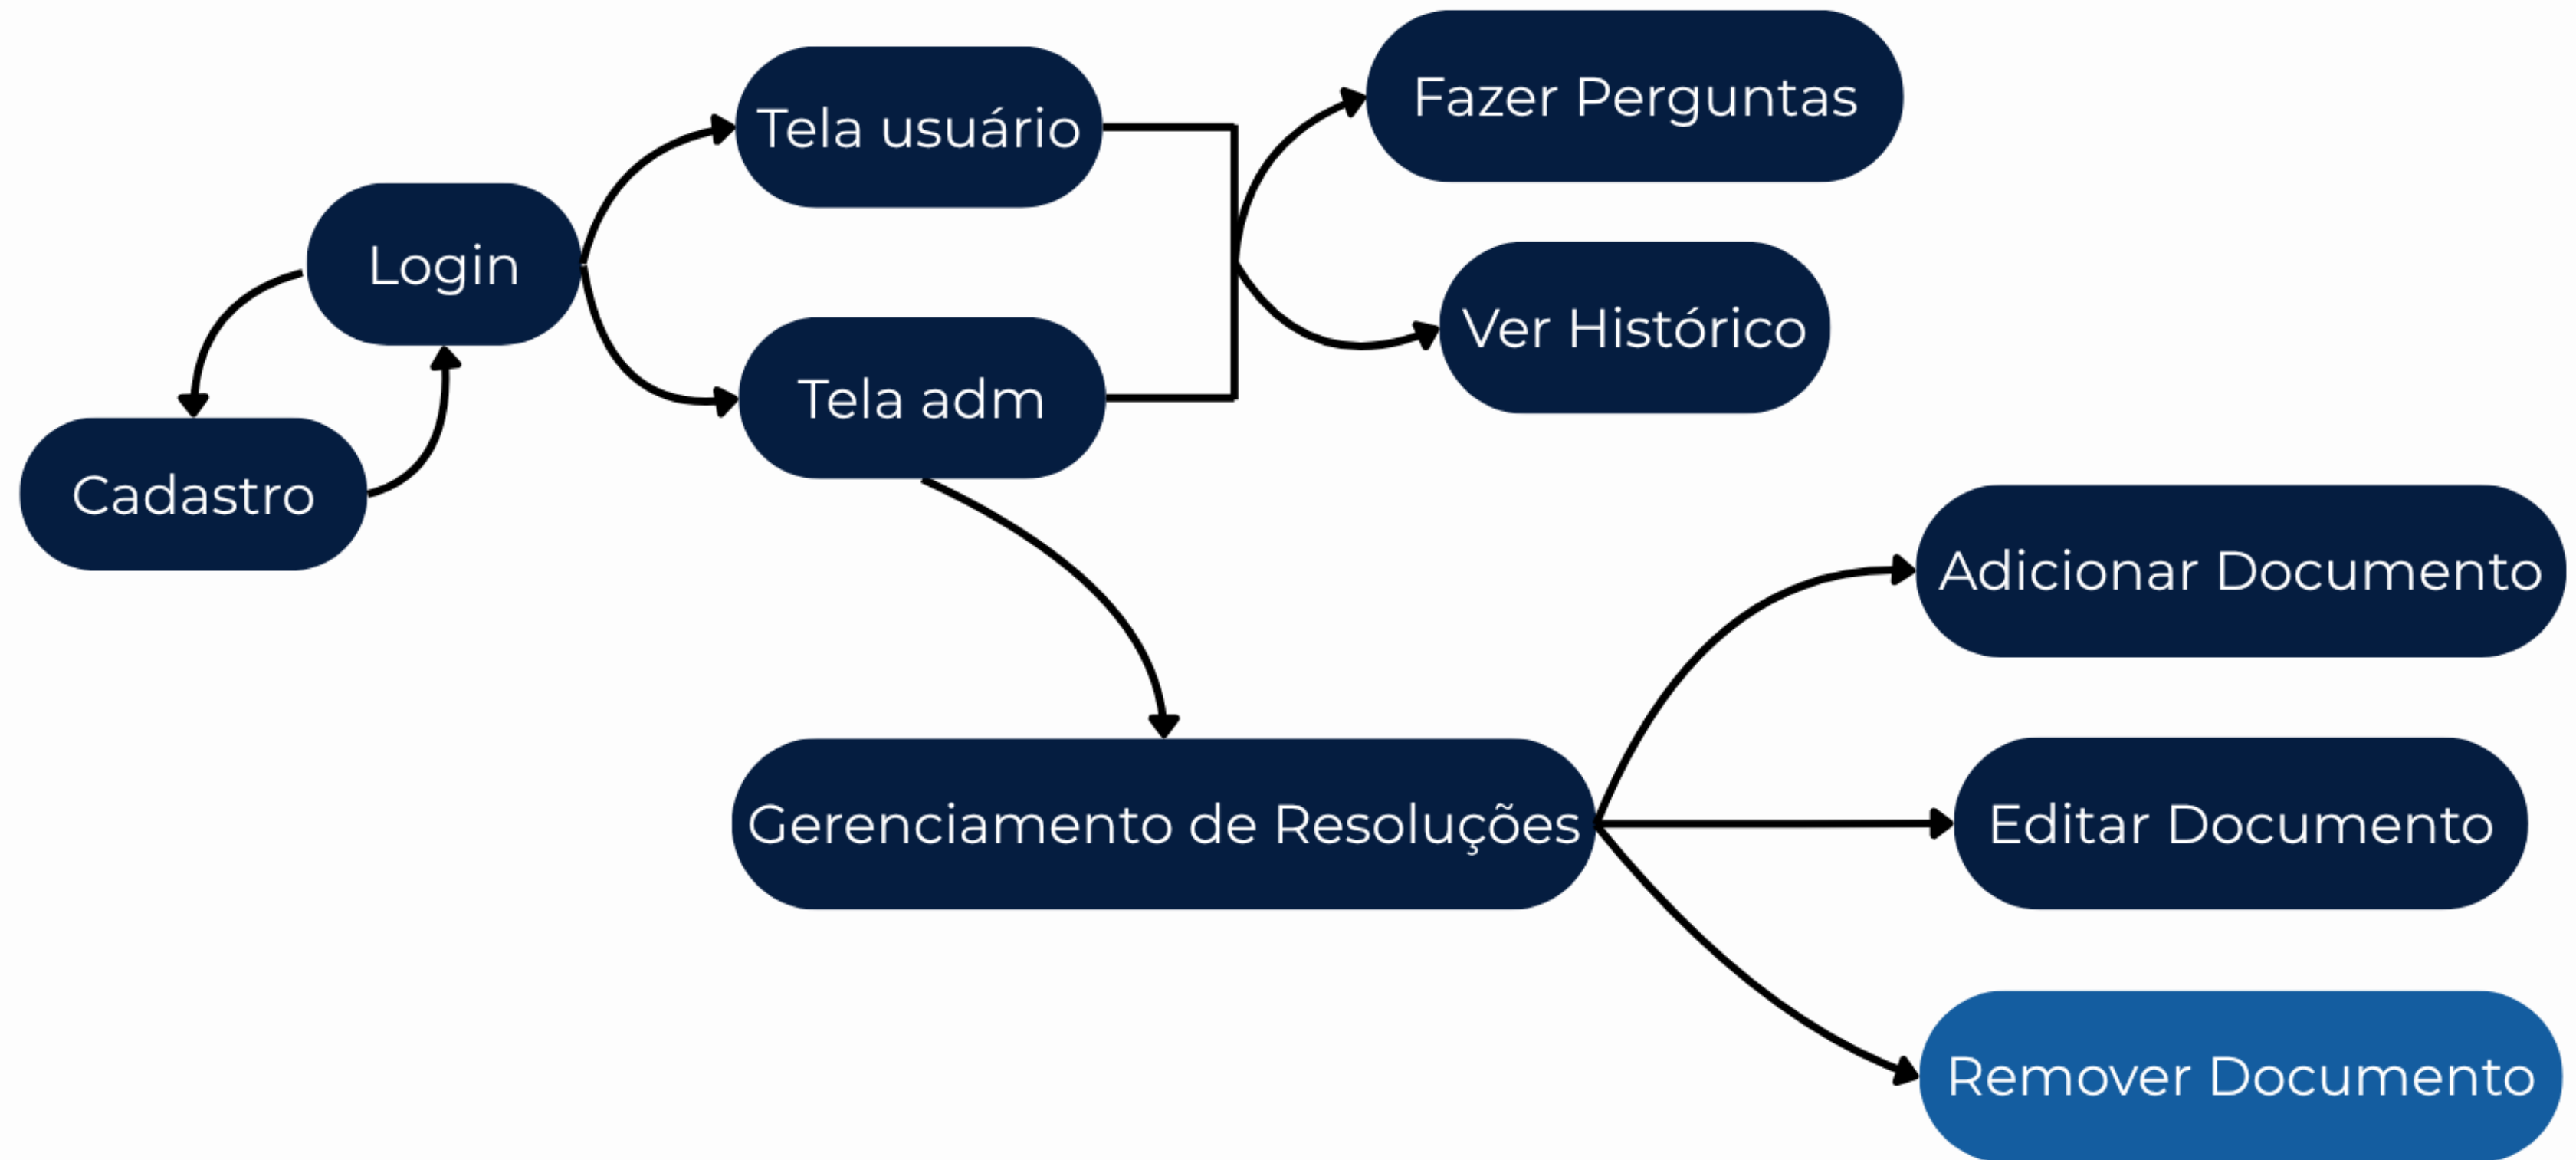 Fazer Perguntas
Tela usuário
Login
Ver Histórico
Tela adm
Cadastro
Adicionar Documento
Gerenciamento de Resoluções
Editar Documento
Remover Documento